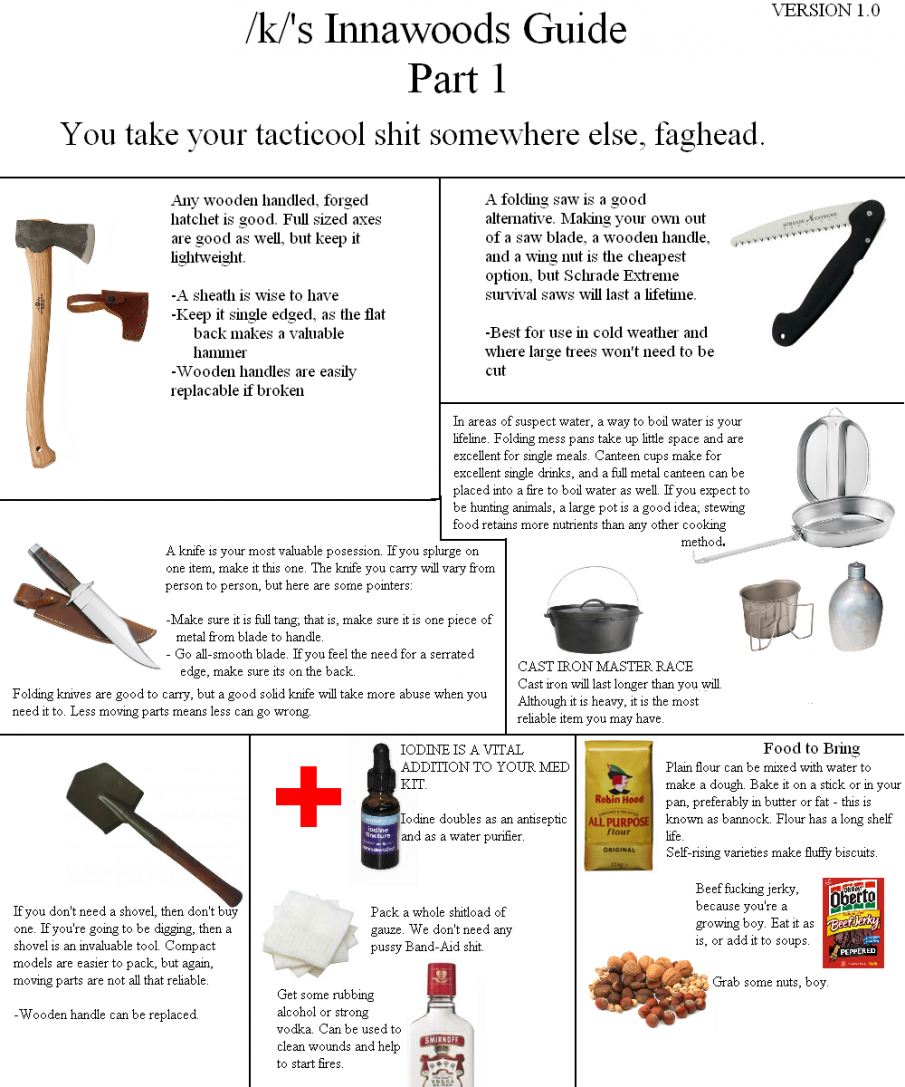 VERSION 1.0
/k/'s Innawoods Guide
Part 1
You take your tacticool shit somewhere else, faghead.
Any wooden handled, forged
hatchet is good. Full sized axes
are good as well, but keep it
lightweight.
-A sheath is wise to have
-Keep it single edged, as the flat
back makes a valuable
hammer
-Wooden handles are easily
replacable if broken
A folding saw is a good
alternative. Making your own out
of a saw blade, a wooden handle,
and a wing nut is the cheapest
option, but Schrade Extreme
survival saws will last a lifetime.
-Best for use in cold weather and
where large trees won't need to be
cut
In areas of suspect water, a way to boil water is your
lifeline. Folding mess pans take up little space and are
excellent for single meals. Canteen cups make for
excellent single drinks, and a full metal canteen can be
placed into a fire to boil water as well. If you expect to
be hunting animals, a large pot is a good idea; stewing
food retains more nutrients than any other cooking
method.
A knife is your most valuable posession. If you splurge on
one item, make it this one. The knife you carry will vary from
person to person, but here are some pointers:
-Make sure it is full tang; that is, make sure it is one piece of
metal from blade to handle.
- Go all-smooth blade. If you feel the need for a serrated
edge, make sure its on the back.
Folding knives are good to carry, but a good solid knife will take more abuse when you
need it to. Less moving parts means less can go wrong.
CAST IRON MASTER RACE
Cast iron will last longer than you will.
Although it is heavy, it is the most
reliable item you may have.
If you don't need a shovel, then don't buy
one. If you're going to be digging, then a
shovel is an invaluable tool. Compact
models are easier to pack, but again,
moving parts are not all that reliable.
-Wooden handle can be replaced.
IODINE IS A VITAL
ADDITION TO YOUR MED
KIT.
Iodine doubles as an antiseptic
and as a water purifier.
Iodine
Tincture
Pack a whole shitload of
gauze. We don't need any
pussy Band-Aid shit.
Get some rubbing
alcohol or strong
vodka. Can be used to
clean wounds and help
to start fires.
SMIRNOFF
Food to Bring
Plain flour can be mixed with water to
make a dough. Bake it on a stick or in your
pan, preferably in butter or fat - this is
known as bannock. Flour has a long shelf
life.
Self-rising varieties make fluffy biscuits.
Robin Hood
ALL PURPOSE
flour
ORIGINAL
Beef fucking jerky,
because you're a
growing boy. Eat it as
is, or add it to soups.
Oh Boy!
Oberto
Beef Jerky
PEPPERED
Grab some nuts, boy.